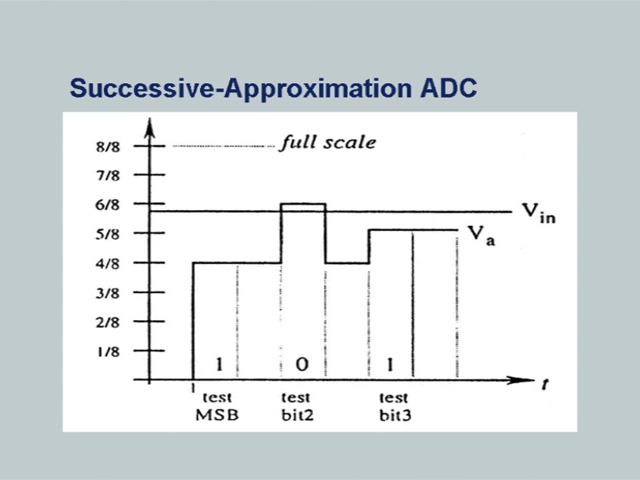 Successive-Approximation ADC
8/8
full scale
7/8
6/8
Vin
5/8
Va
4/8
3/8
2/8
1/8
1 0 1
t
test test test
MSB bit2 bit3